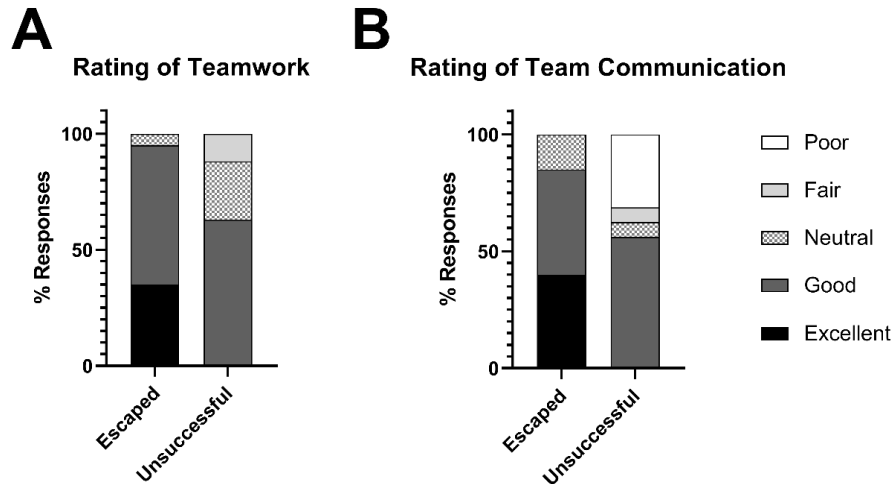 A
Rating of Teamwork
% Responses
100
50
0
Escaped
Unsuccessful
B
Rating of Team Communication
% Responses
100
50
0
Escaped
Unsuccessful
Poor
Fair
Neutral
Good
Excellent